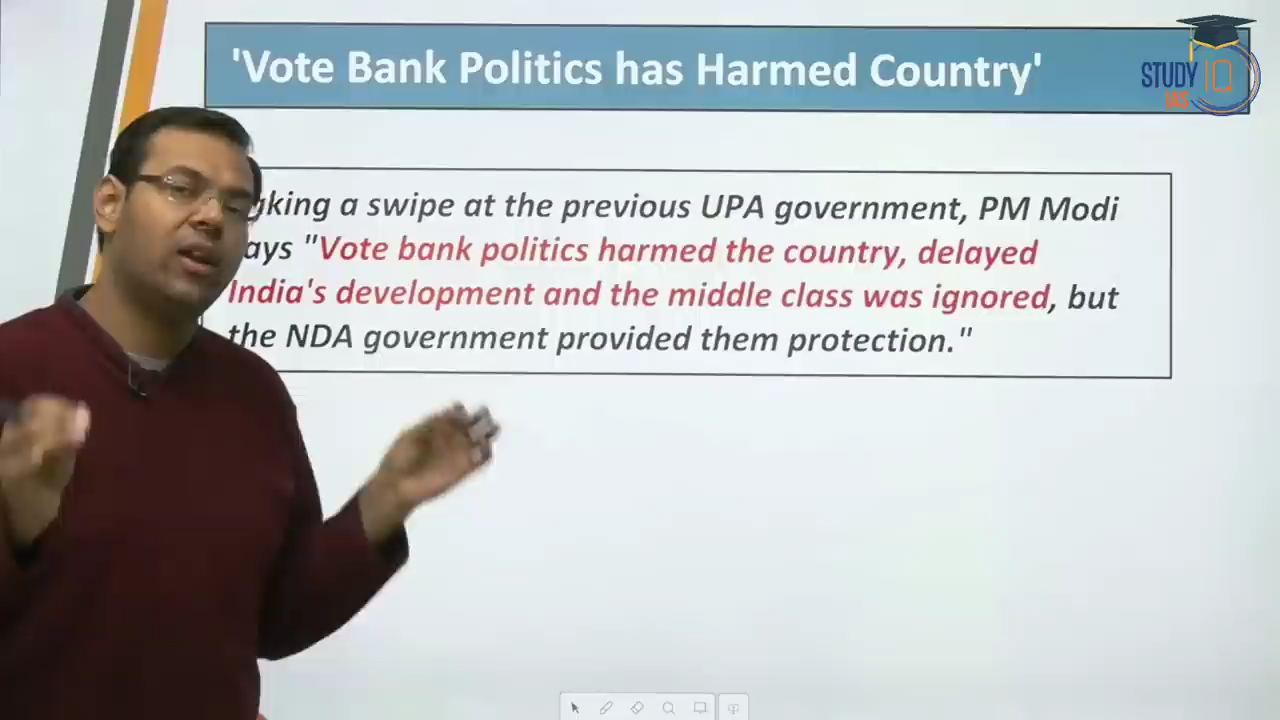 'Vote Bank Politics has Harmed Country'
STUDY IQ
IAS
aking a swipe at the previous UPA government, PM Modi
ays "Vote bank politics harmed the country, delayed
India's development and the middle class was ignored, but
the NDA government provided them protection."